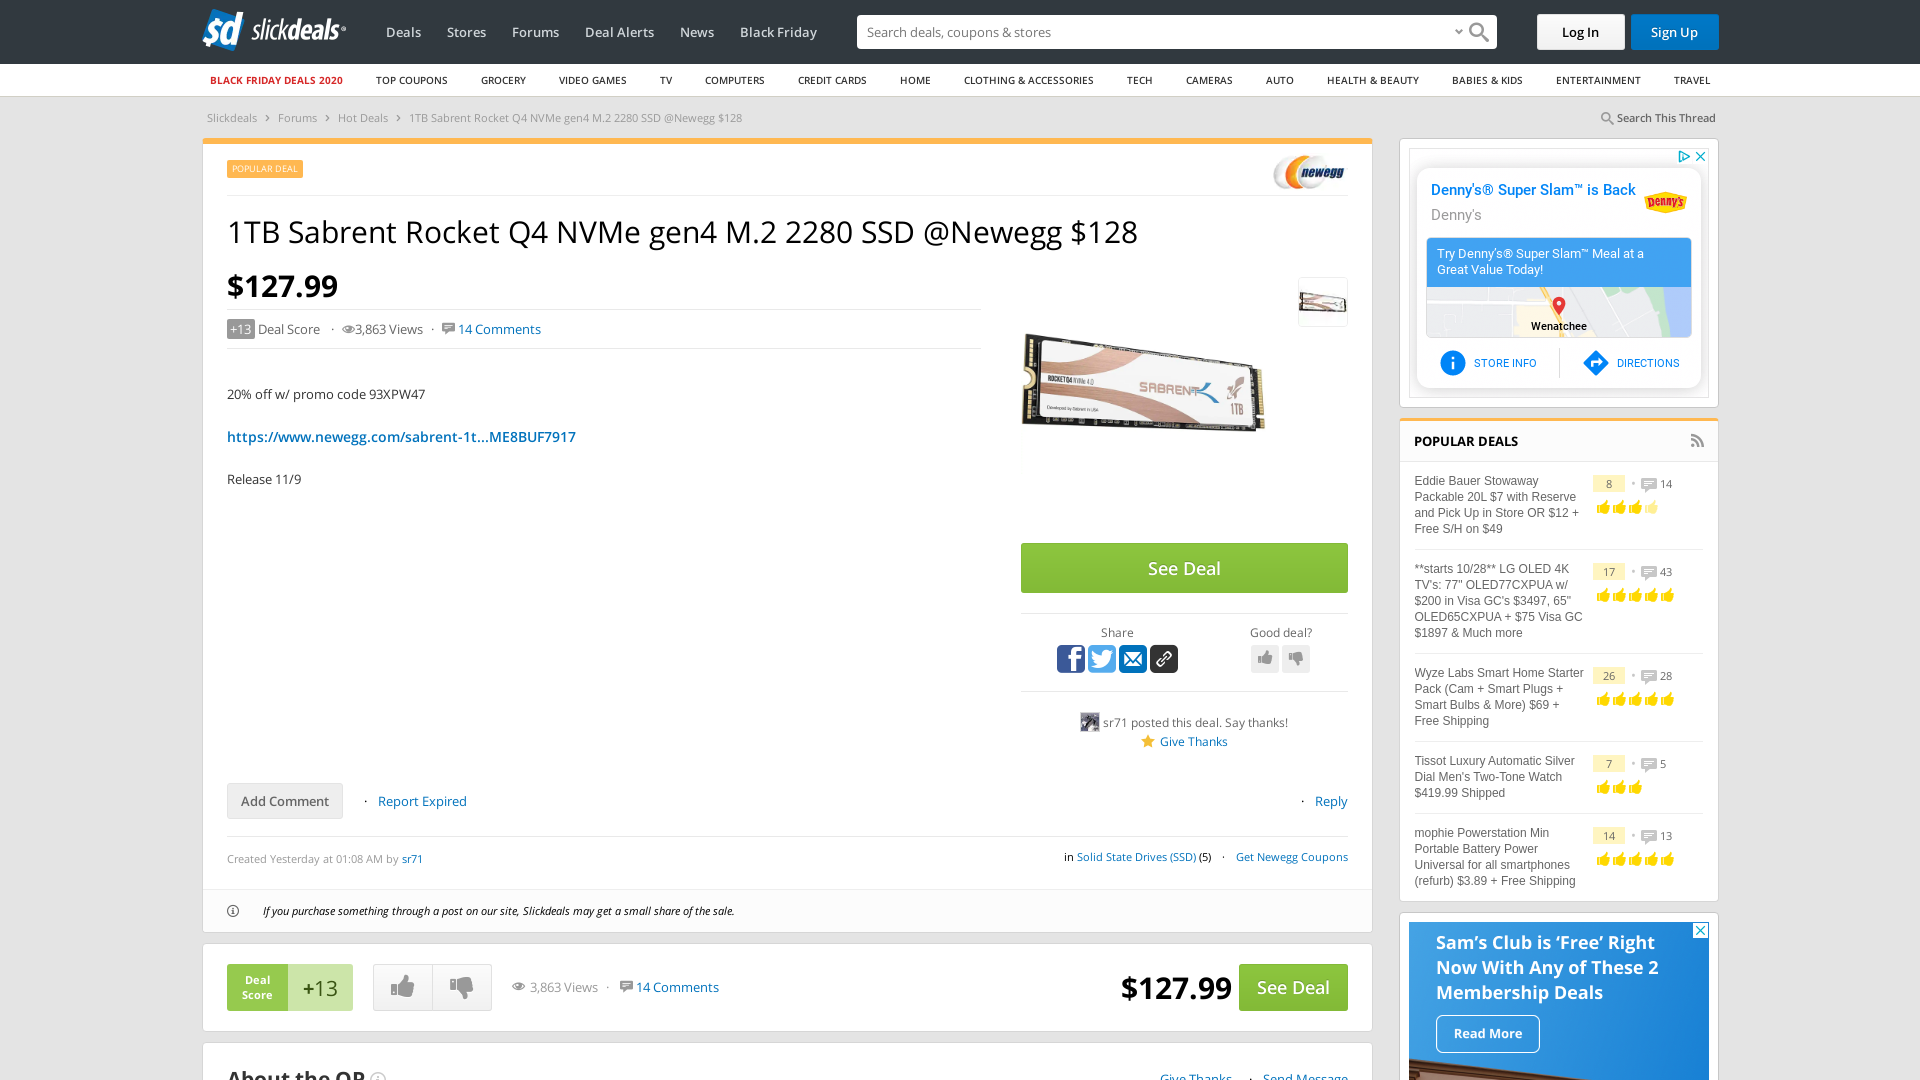 sd slickdeals
Deals
Stores
Forums
Deal Alerts
News
Black Friday
Search deals, coupons & stores
Log In
Sign Up
BLACK FRIDAY DEALS 2020
TOP COUPONS
GROCERY
VIDEO GAMES
TV
COMPUTERS
CREDIT CARDS
HOME
CLOTHING & ACCESSORIES
TECH
CAMERAS
AUTO
HEALTH & BEAUTY
BABIES & KIDS
ENTERTAINMENT
TRAVEL
Slickdeals › Forums › Hot Deals › 1TB Sabrent Rocket Q4 NVMe gen4 M.2 2280 SSD @Newegg $128
Search This Thread
POPULAR DEAL
newegg
1TB Sabrent Rocket Q4 NVMe gen4 M.2 2280 SSD @Newegg $128
$127.99
+13 Deal Score · 3,863 Views · 14 Comments
20% off w/ promo code 93XPW47
https://www.newegg.com/sabrent-1t...ME8BUF7917
Release 11/9
ROCKET Q4 NVMe 4.0
SABRENT
1TB
Developed by Sabrent in USA
See Deal
Share
Good deal?
sr71 posted this deal. Say thanks!
Give Thanks
Add Comment
· Report Expired
· Reply
Created Yesterday at 01:08 AM by sr71
in Solid State Drives (SSD) (5) · Get Newegg Coupons
If you purchase something through a post on our site, Slickdeals may get a small share of the sale.
Deal
Score
+13
3,863 Views · 14 Comments
$127.99
See Deal
About the OP
Give Thanks · Send Message
Denny's® Super Slam™ is Back
Denny's
Denny's
Try Denny's® Super Slam™ Meal at a
Great Value Today!
Wenatchee
STORE INFO
DIRECTIONS
POPULAR DEALS
Eddie Bauer Stowaway
Packable 20L $7 with Reserve
and Pick Up in Store OR $12 +
Free S/H on $49
8 • 14
**starts 10/28** LG OLED 4K
TV's: 77" OLED77CXPUA w/
$200 in Visa GC's $3497, 65"
OLED65CXPUA + $75 Visa GC
$1897 & Much more
17 • 43
Wyze Labs Smart Home Starter
Pack (Cam + Smart Plugs +
Smart Bulbs & More) $69 +
Free Shipping
26 • 28
Tissot Luxury Automatic Silver
Dial Men's Two-Tone Watch
$419.99 Shipped
7 • 5
mophie Powerstation Min
Portable Battery Power
Universal for all smartphones
(refurb) $3.89 + Free Shipping
14 • 13
Sam's Club is 'Free' Right
Now With Any of These 2
Membership Deals
Read More